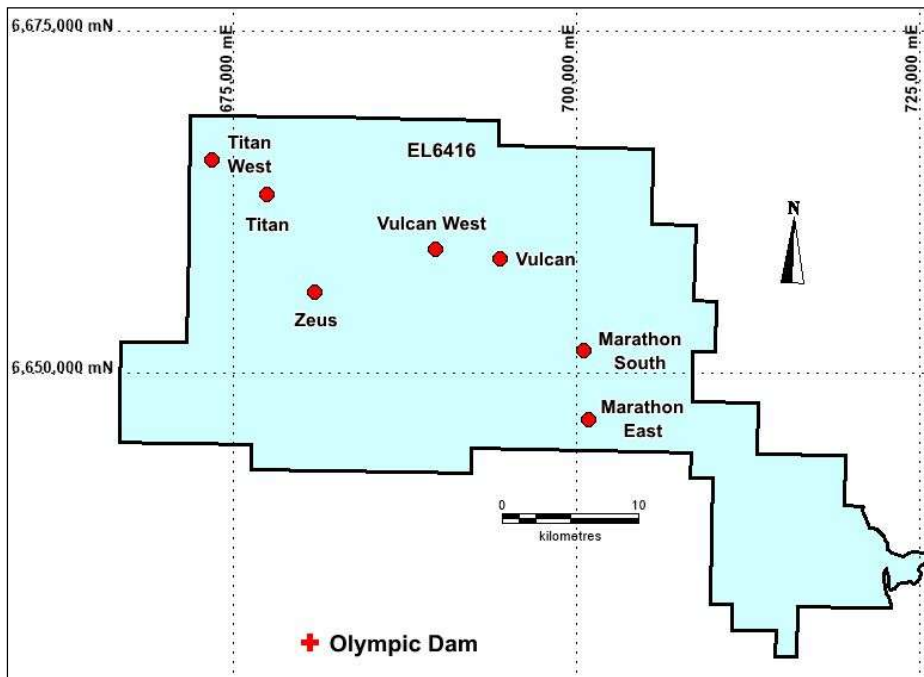 6,675,000 mN
675,000 mE
700,000 mE
725,000 mE
Titan
West
EL6416
N
Titan
Vulcan West
Vulcan
Zeus
Marathon
South
6,650,000 mN
Marathon
East
0 10
kilometres
Olympic Dam